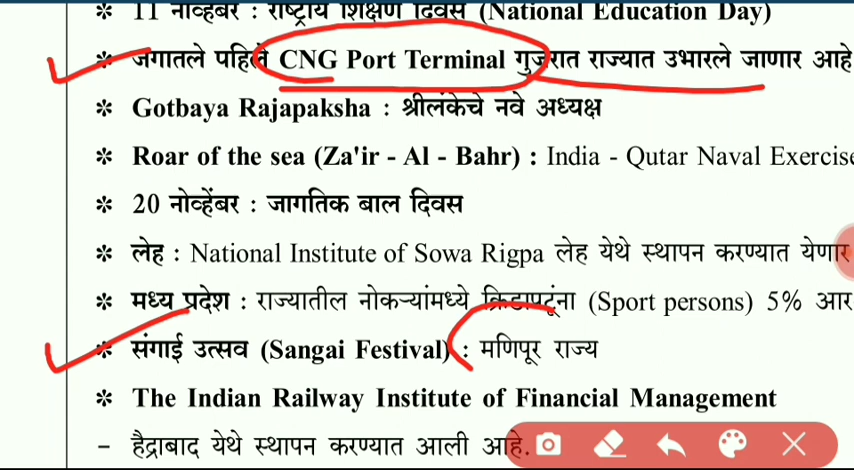 * 11 नोव्हेंबर : राष्ट्रीय शिक्षण दिवस (National Education Day)
* जगातले पहिले CNG Port Terminal गुजरात राज्यात उभारले जाणार आहे
* Gotbaya Rajapaksha : श्रीलंकेचे नवे अध्यक्ष
* Roar of the sea (Za'ir - Al - Bahr) : India - Qutar Naval Exercise
* 20 नोव्हेंबर : जागतिक बाल दिवस
* लेह : National Institute of Sowa Rigpa लेह येथे स्थापन करण्यात येणार
* मध्य प्रदेश : राज्यातील नोकऱ्यांमध्ये क्रिडापटूंना (Sport persons) 5% आर
* संगाई उत्सव (Sangai Festival) : मणिपूर राज्य
* The Indian Railway Institute of Financial Management
– हैद्राबाद येथे स्थापन करण्यात आली आहे.